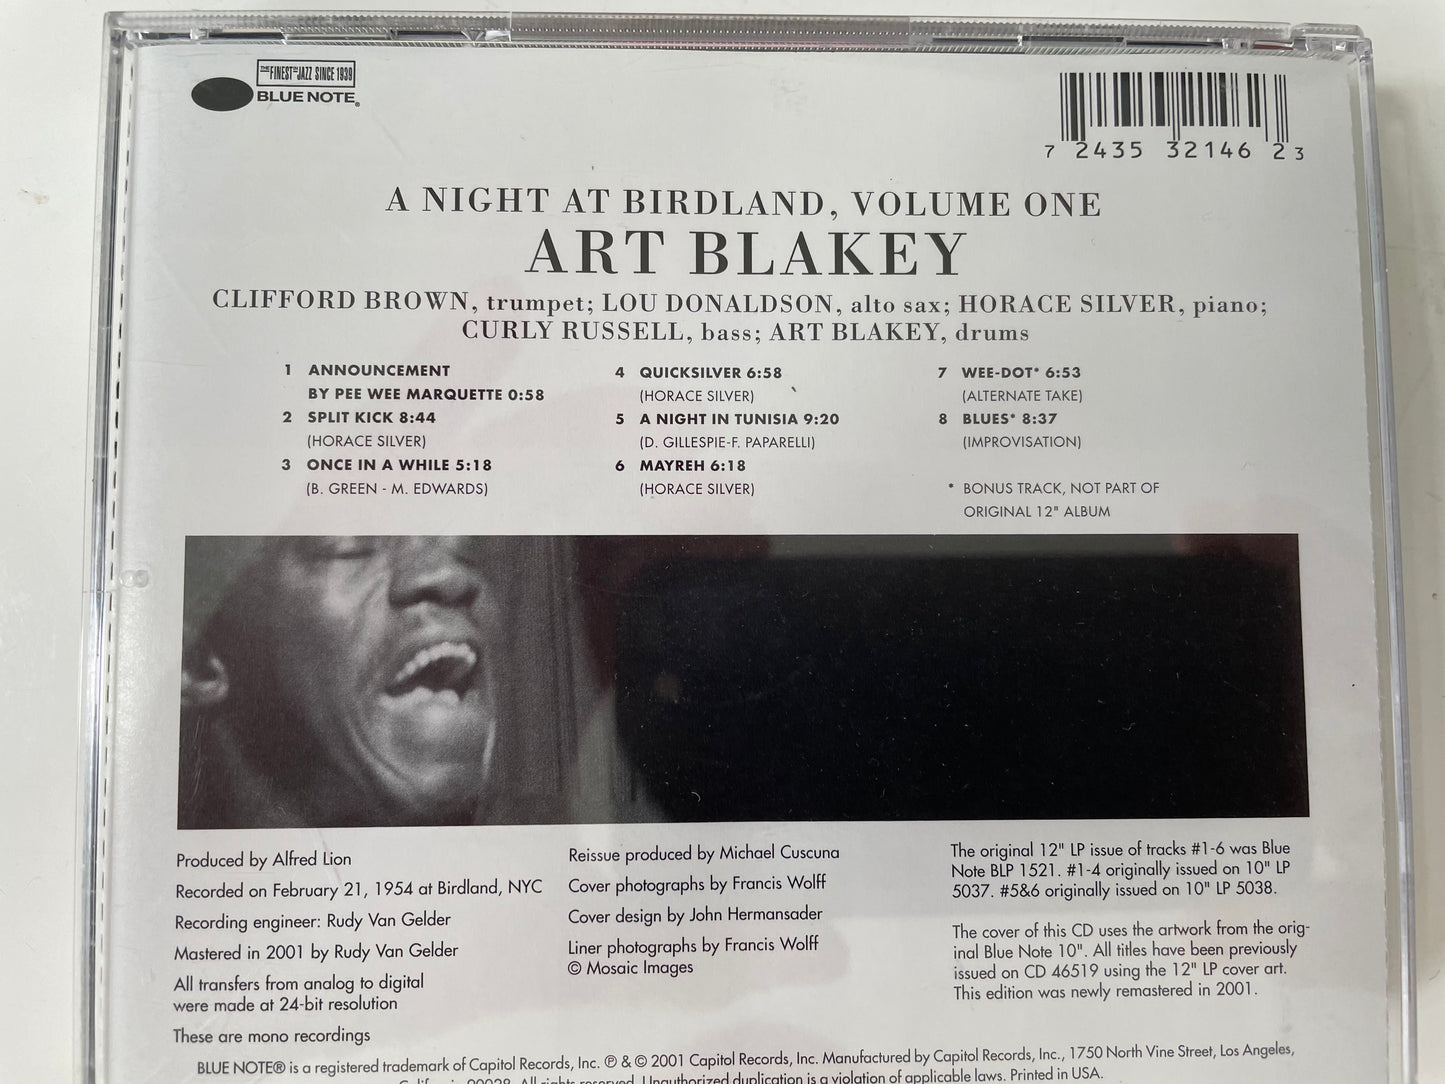 THE FINEST IN JAZZ SINCE 1939
BLUE NOTE®
7 24353 21462 3
A NIGHT AT BIRDLAND, VOLUME ONE
ART BLAKEY
CLIFFORD BROWN, trumpet; LOU DONALDSON, alto sax; HORACE SILVER, piano;
CURLY RUSSELL, bass; ART BLAKEY, drums
1 ANNOUNCEMENT
BY PEE WEE MARQUETTE 0:58
2 SPLIT KICK 8:44
(HORACE SILVER)
3 ONCE IN A WHILE 5:18
(B. GREEN - M. EDWARDS)
4 QUICKSILVER 6:58
(HORACE SILVER)
5 A NIGHT IN TUNISIA 9:20
(D. GILLESPIE-F. PAPARELLI)
6 MAYREH 6:18
(HORACE SILVER)
7 WEE-DOT* 6:53
(ALTERNATE TAKE)
8 BLUES* 8:37
(IMPROVISATION)
* BONUS TRACK, NOT PART OF
ORIGINAL 12" ALBUM
Produced by Alfred Lion
Recorded on February 21, 1954 at Birdland, NYC
Recording engineer: Rudy Van Gelder
Mastered in 2001 by Rudy Van Gelder
All transfers from analog to digital
were made at 24-bit resolution
These are mono recordings
Reissue produced by Michael Cuscuna
Cover photographs by Francis Wolff
Cover design by John Hermansader
Liner photographs by Francis Wolff
© Mosaic Images
The original 12" LP issue of tracks #1-6 was Blue
Note BLP 1521. #1-4 originally issued on 10" LP
5037. #5&6 originally issued on 10" LP 5038.
The cover of this CD uses the artwork from the orig-
inal Blue Note 10". All titles have been previously
issued on CD 46519 using the 12" LP cover art.
This edition was newly remastered in 2001.
BLUE NOTE® is a registered trademark of Capitol Records, Inc. ℗ & © 2001 Capitol Records, Inc. Manufactured by Capitol Records, Inc., 1750 North Vine Street, Los Angeles,
California 90028. All rights reserved. Unauthorized duplication is a violation of applicable laws. Printed in USA.